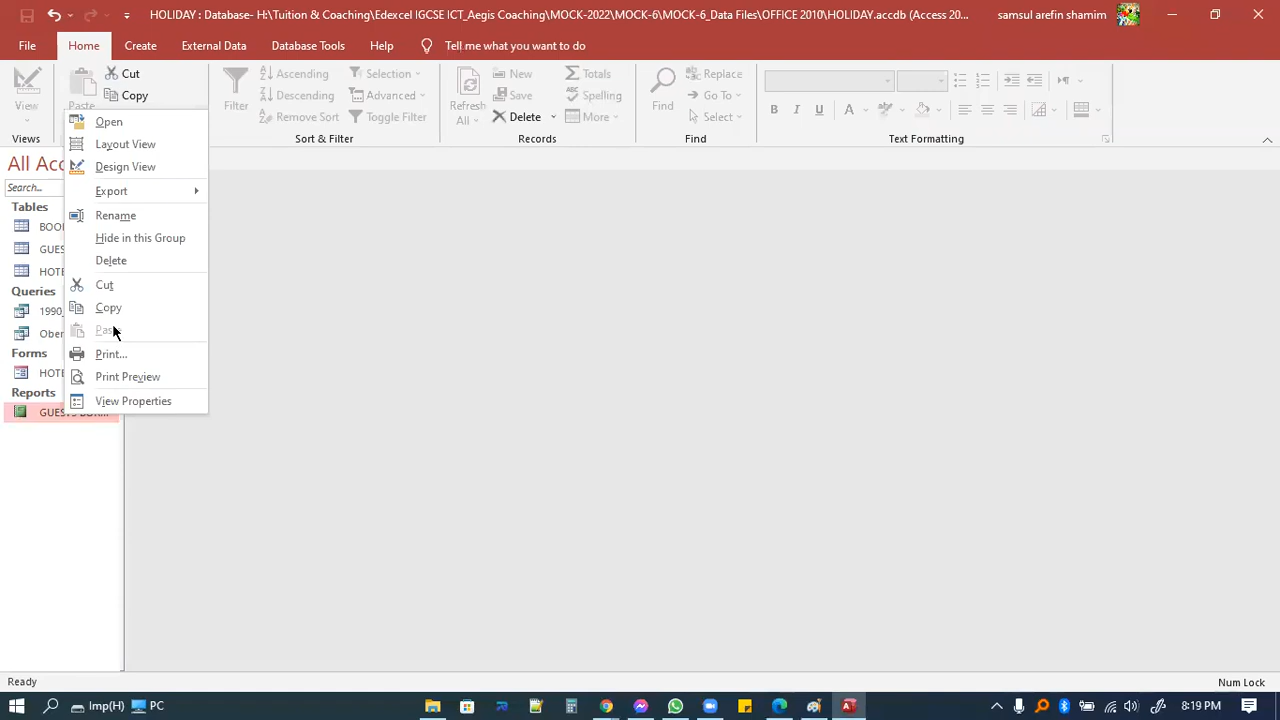 HOLIDAY : Database- H:\Tuition & Coaching\Edexcel IGSCE ICT_Aegis Coaching\MOCK-2022\MOCK-6\MOCK-6_Data Files\OFFICE 2010\HOLIDAY.accdb (Access 20...
samsul arefin shamim
File Home Create External Data Database Tools Help Tell me what you want to do
View
Views
Paste
Cut
Copy
Filter
Ascending
Descending
Remove Sort
Selection
Advanced
Toggle Filter
Sort & Filter
Refresh
All
New
Save
Delete
Totals
Spelling
More
Records
Find
Replace
Go To
Select
Find
B I U A
Text Formatting
All Acc
Search...
Tables
BOO
GUES
HOTE
Queries
1990_
Ober
Forms
HOTE
Reports
Open
Layout View
Design View
Export
Rename
Hide in this Group
Delete
Cut
Copy
Print...
Print Preview
View Properties
Ready
Num Lock
Imp(H)
PC
8:19 PM